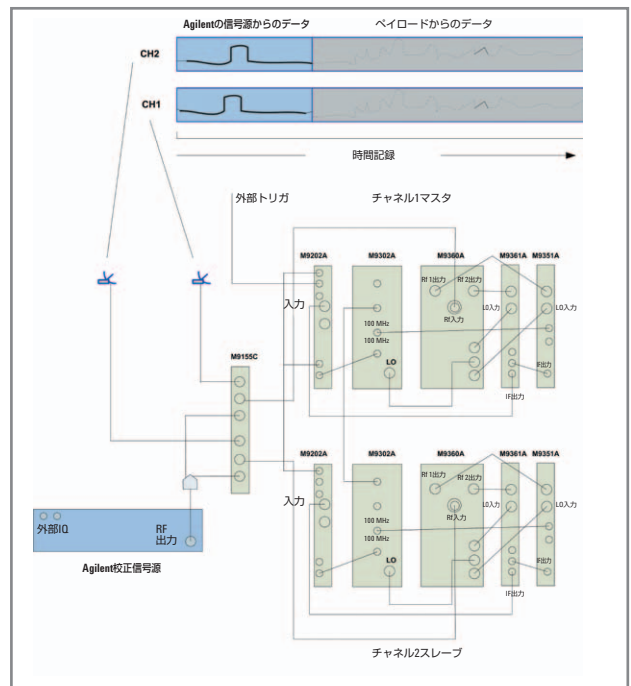 Agilentの信号源からのデータ
ペイロードからのデータ
CH2
CH1
時間記録
外部トリガ
チャネル1マスタ
M9202A
M9302A
M9360A
M9361A
M9351A
Rf 1出力
Rf 2出力
入力
Rf入力
LO入力
LO入力
100 MHz
100 MHz
LO
IF出力
IF出力
M9155C
M9202A
M9302A
M9360A
M9361A
M9351A
Rf 1出力
Rf 2出力
入力
Rf入力
LO入力
LO入力
100 MHz
100 MHz
LO
IF出力
IF出力
外部IQ
RF
出力
Agilent校正信号源
チャネル2スレーブ